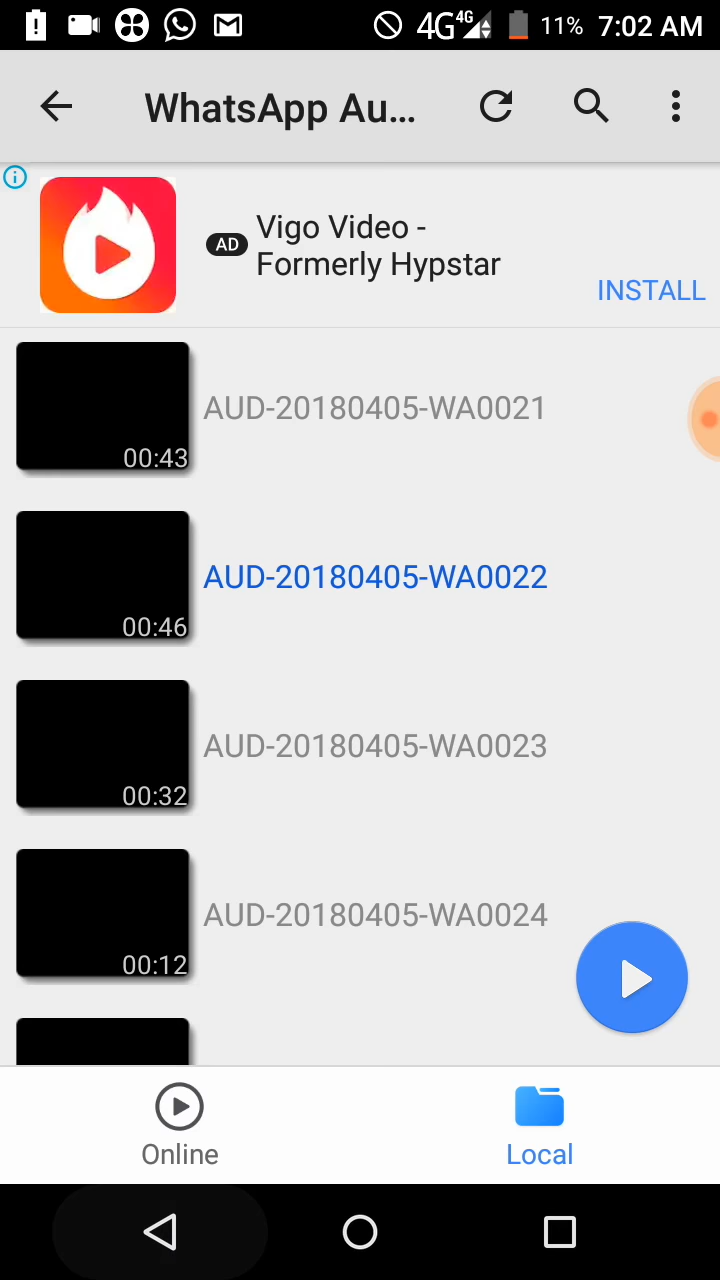 4G 4G 11% 7:02 AM
WhatsApp Au...
AD Vigo Video -
Formerly Hypstar
INSTALL
AUD-20180405-WA0021
00:43
AUD-20180405-WA0022
00:46
AUD-20180405-WA0023
00:32
AUD-20180405-WA0024
00:12
Online Local